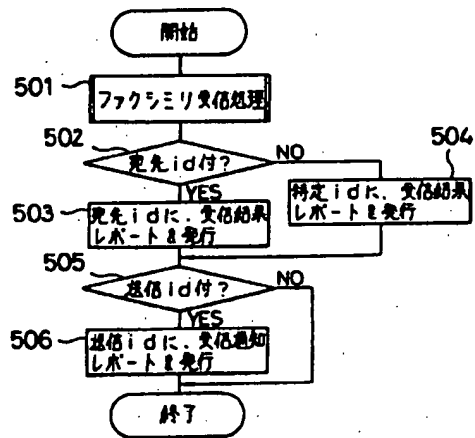 開始
501
ファクシミリ受信処理
502
宛先id付?
NO
504
YES
特定idに、受信結果
レポートを発行
503
宛先idに、受信結果
レポートを発行
505
送信id付?
NO
YES
506
送信idに、受信通知
レポートを発行
終了